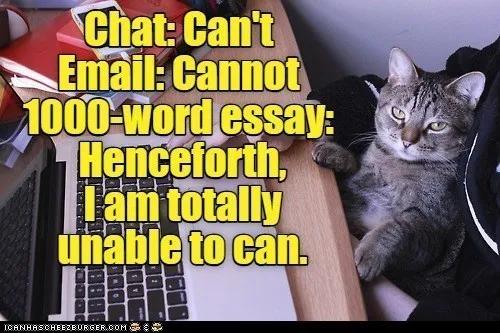 Chat: Can't
Email: Cannot
1000-word essay:
Henceforth,
I am totally
unable to can.
ICANHASCHEEZBURGER.COM